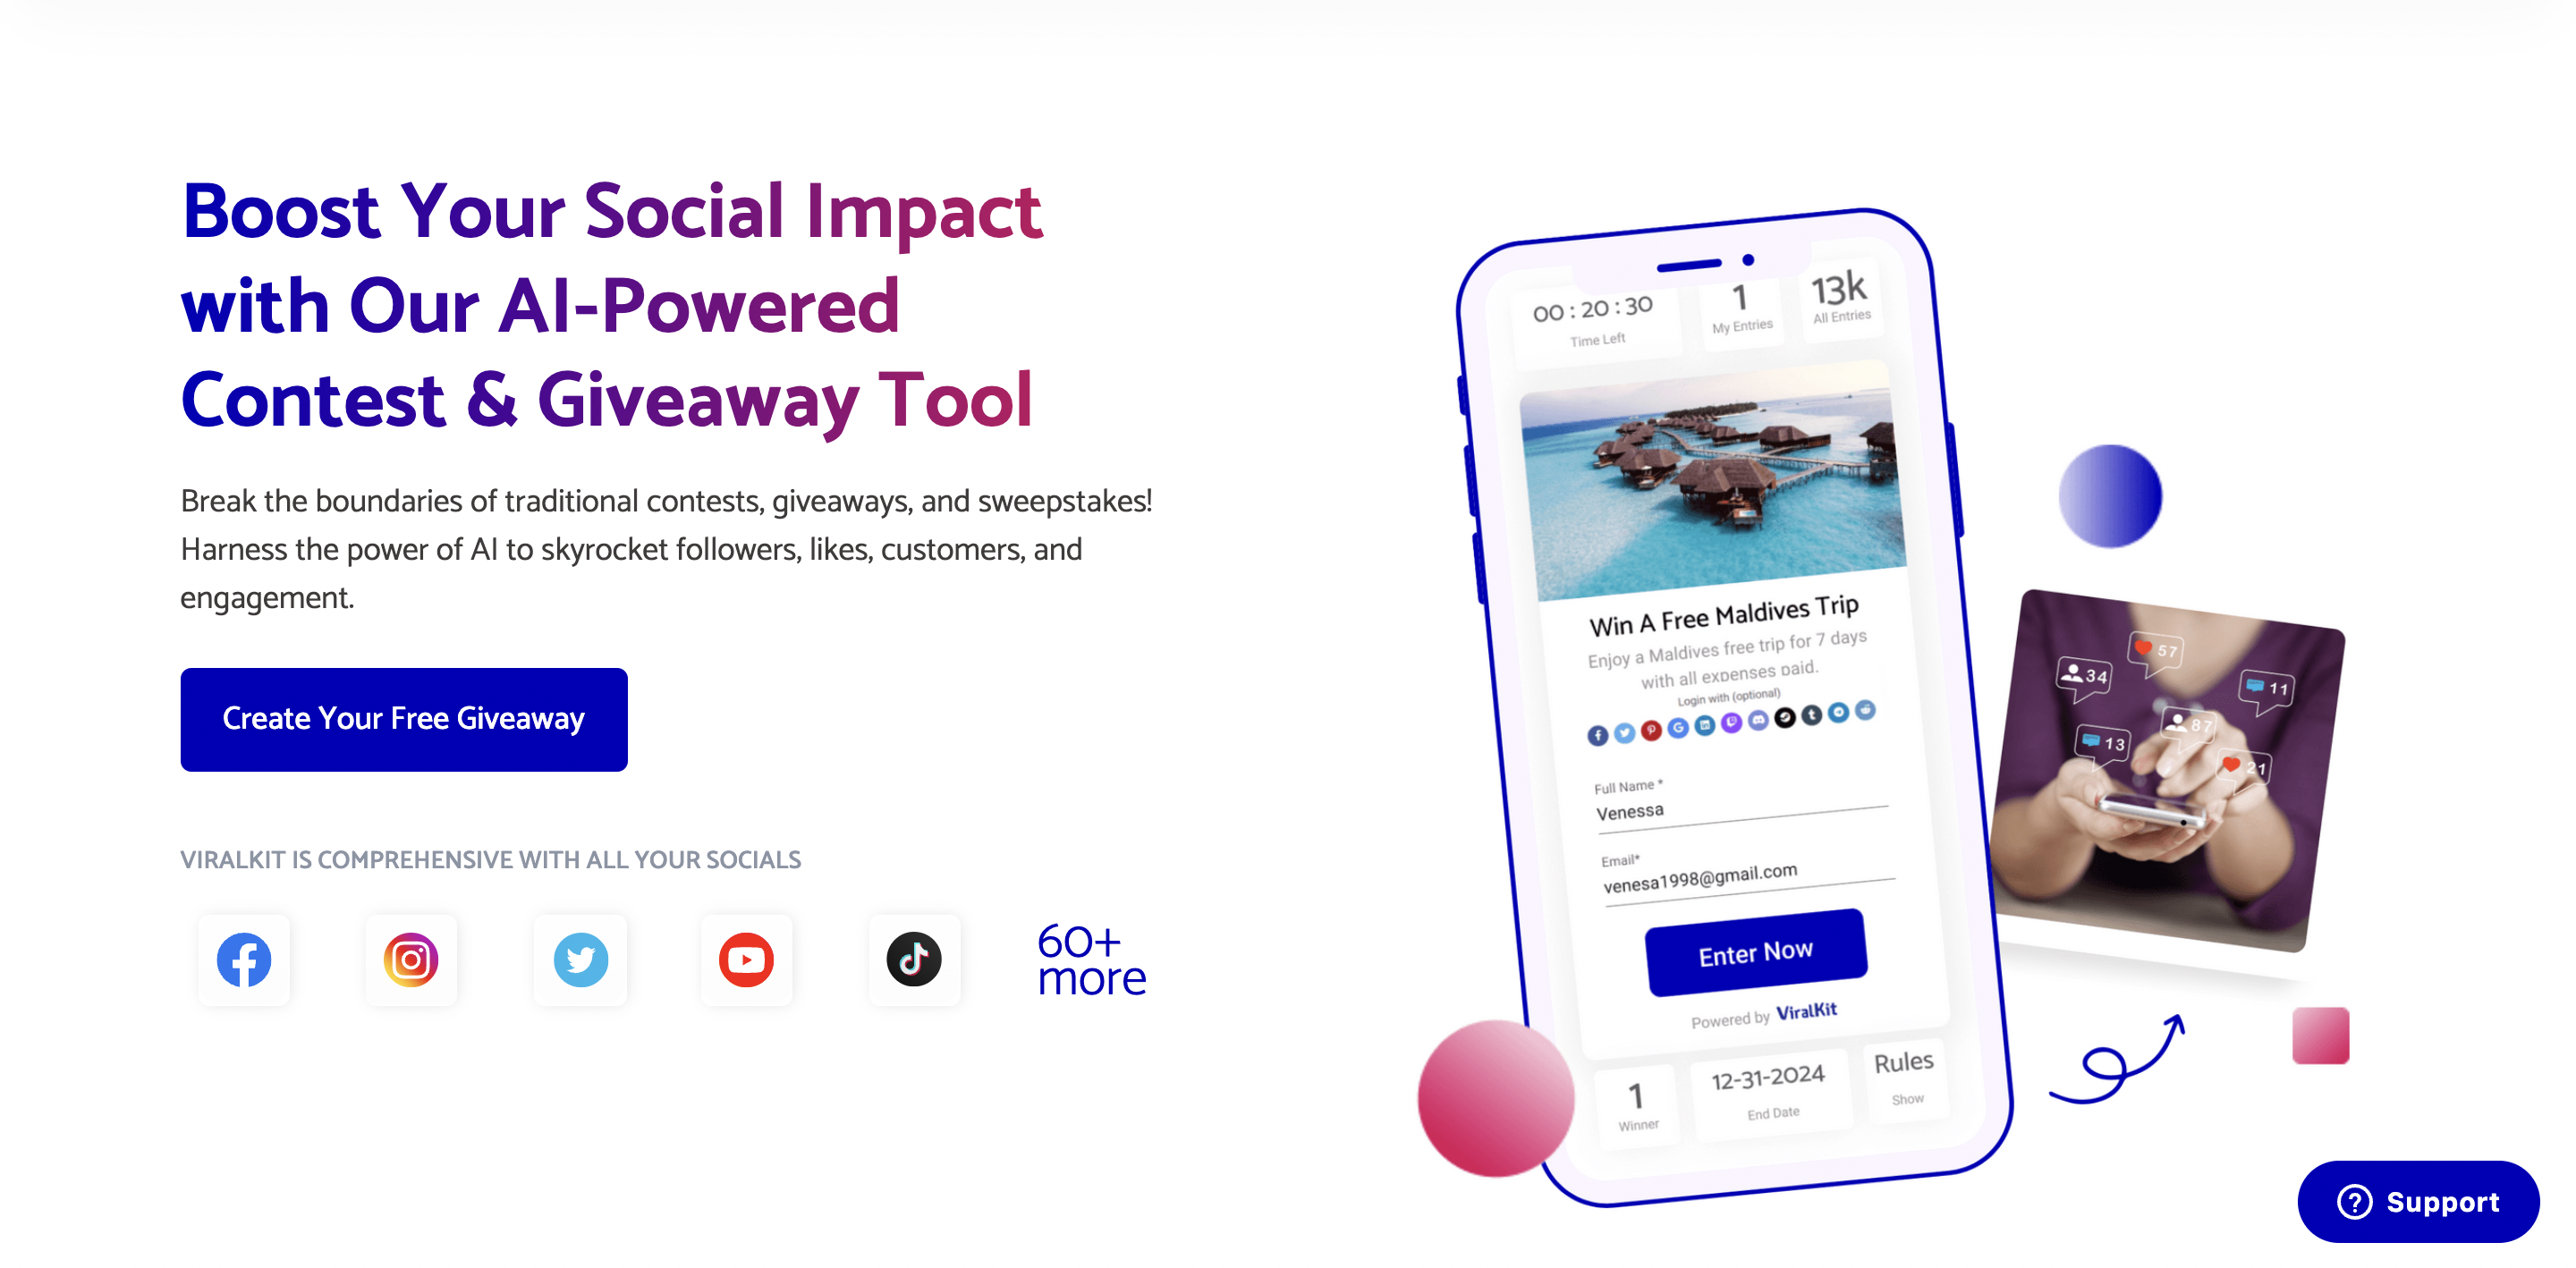 Boost Your Social Impact
with Our AI-Powered
Contest & Giveaway Tool
Break the boundaries of traditional contests, giveaways, and sweepstakes!
Harness the power of AI to skyrocket followers, likes, customers, and
engagement.
Create Your Free Giveaway
VIRALKIT IS COMPREHENSIVE WITH ALL YOUR SOCIALS
60+
more
00 : 20 : 30
Time Left
1
My Entries
13k
All Entries
Win A Free Maldives Trip
Enjoy a Maldives free trip for 7 days
with all expenses paid.
Login with (optional)
Full Name *
Venessa
Email*
venesa1998@gmail.com
Enter Now
Powered by ViralKit
1
Winner
12-31-2024
End Date
Rules
Show
57
34
11
87
13
21
Support